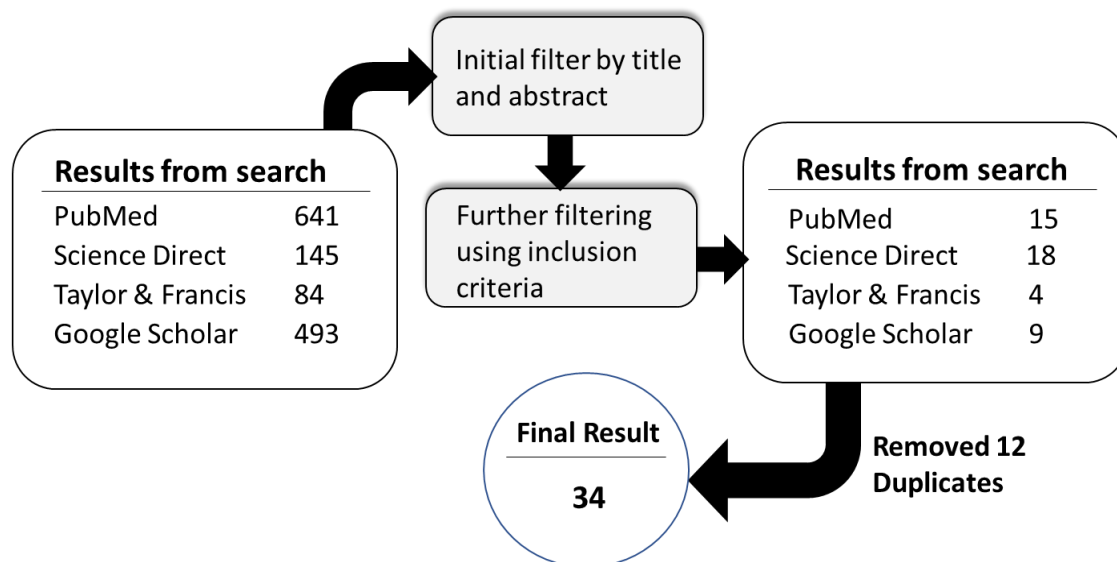 Initial filter by title
and abstract
Results from search
PubMed 641
Science Direct 145
Taylor & Francis 84
Google Scholar 493
Further filtering
using inclusion
criteria
Results from search
PubMed 15
Science Direct 18
Taylor & Francis 4
Google Scholar 9
Removed 12
Duplicates
Final Result
34